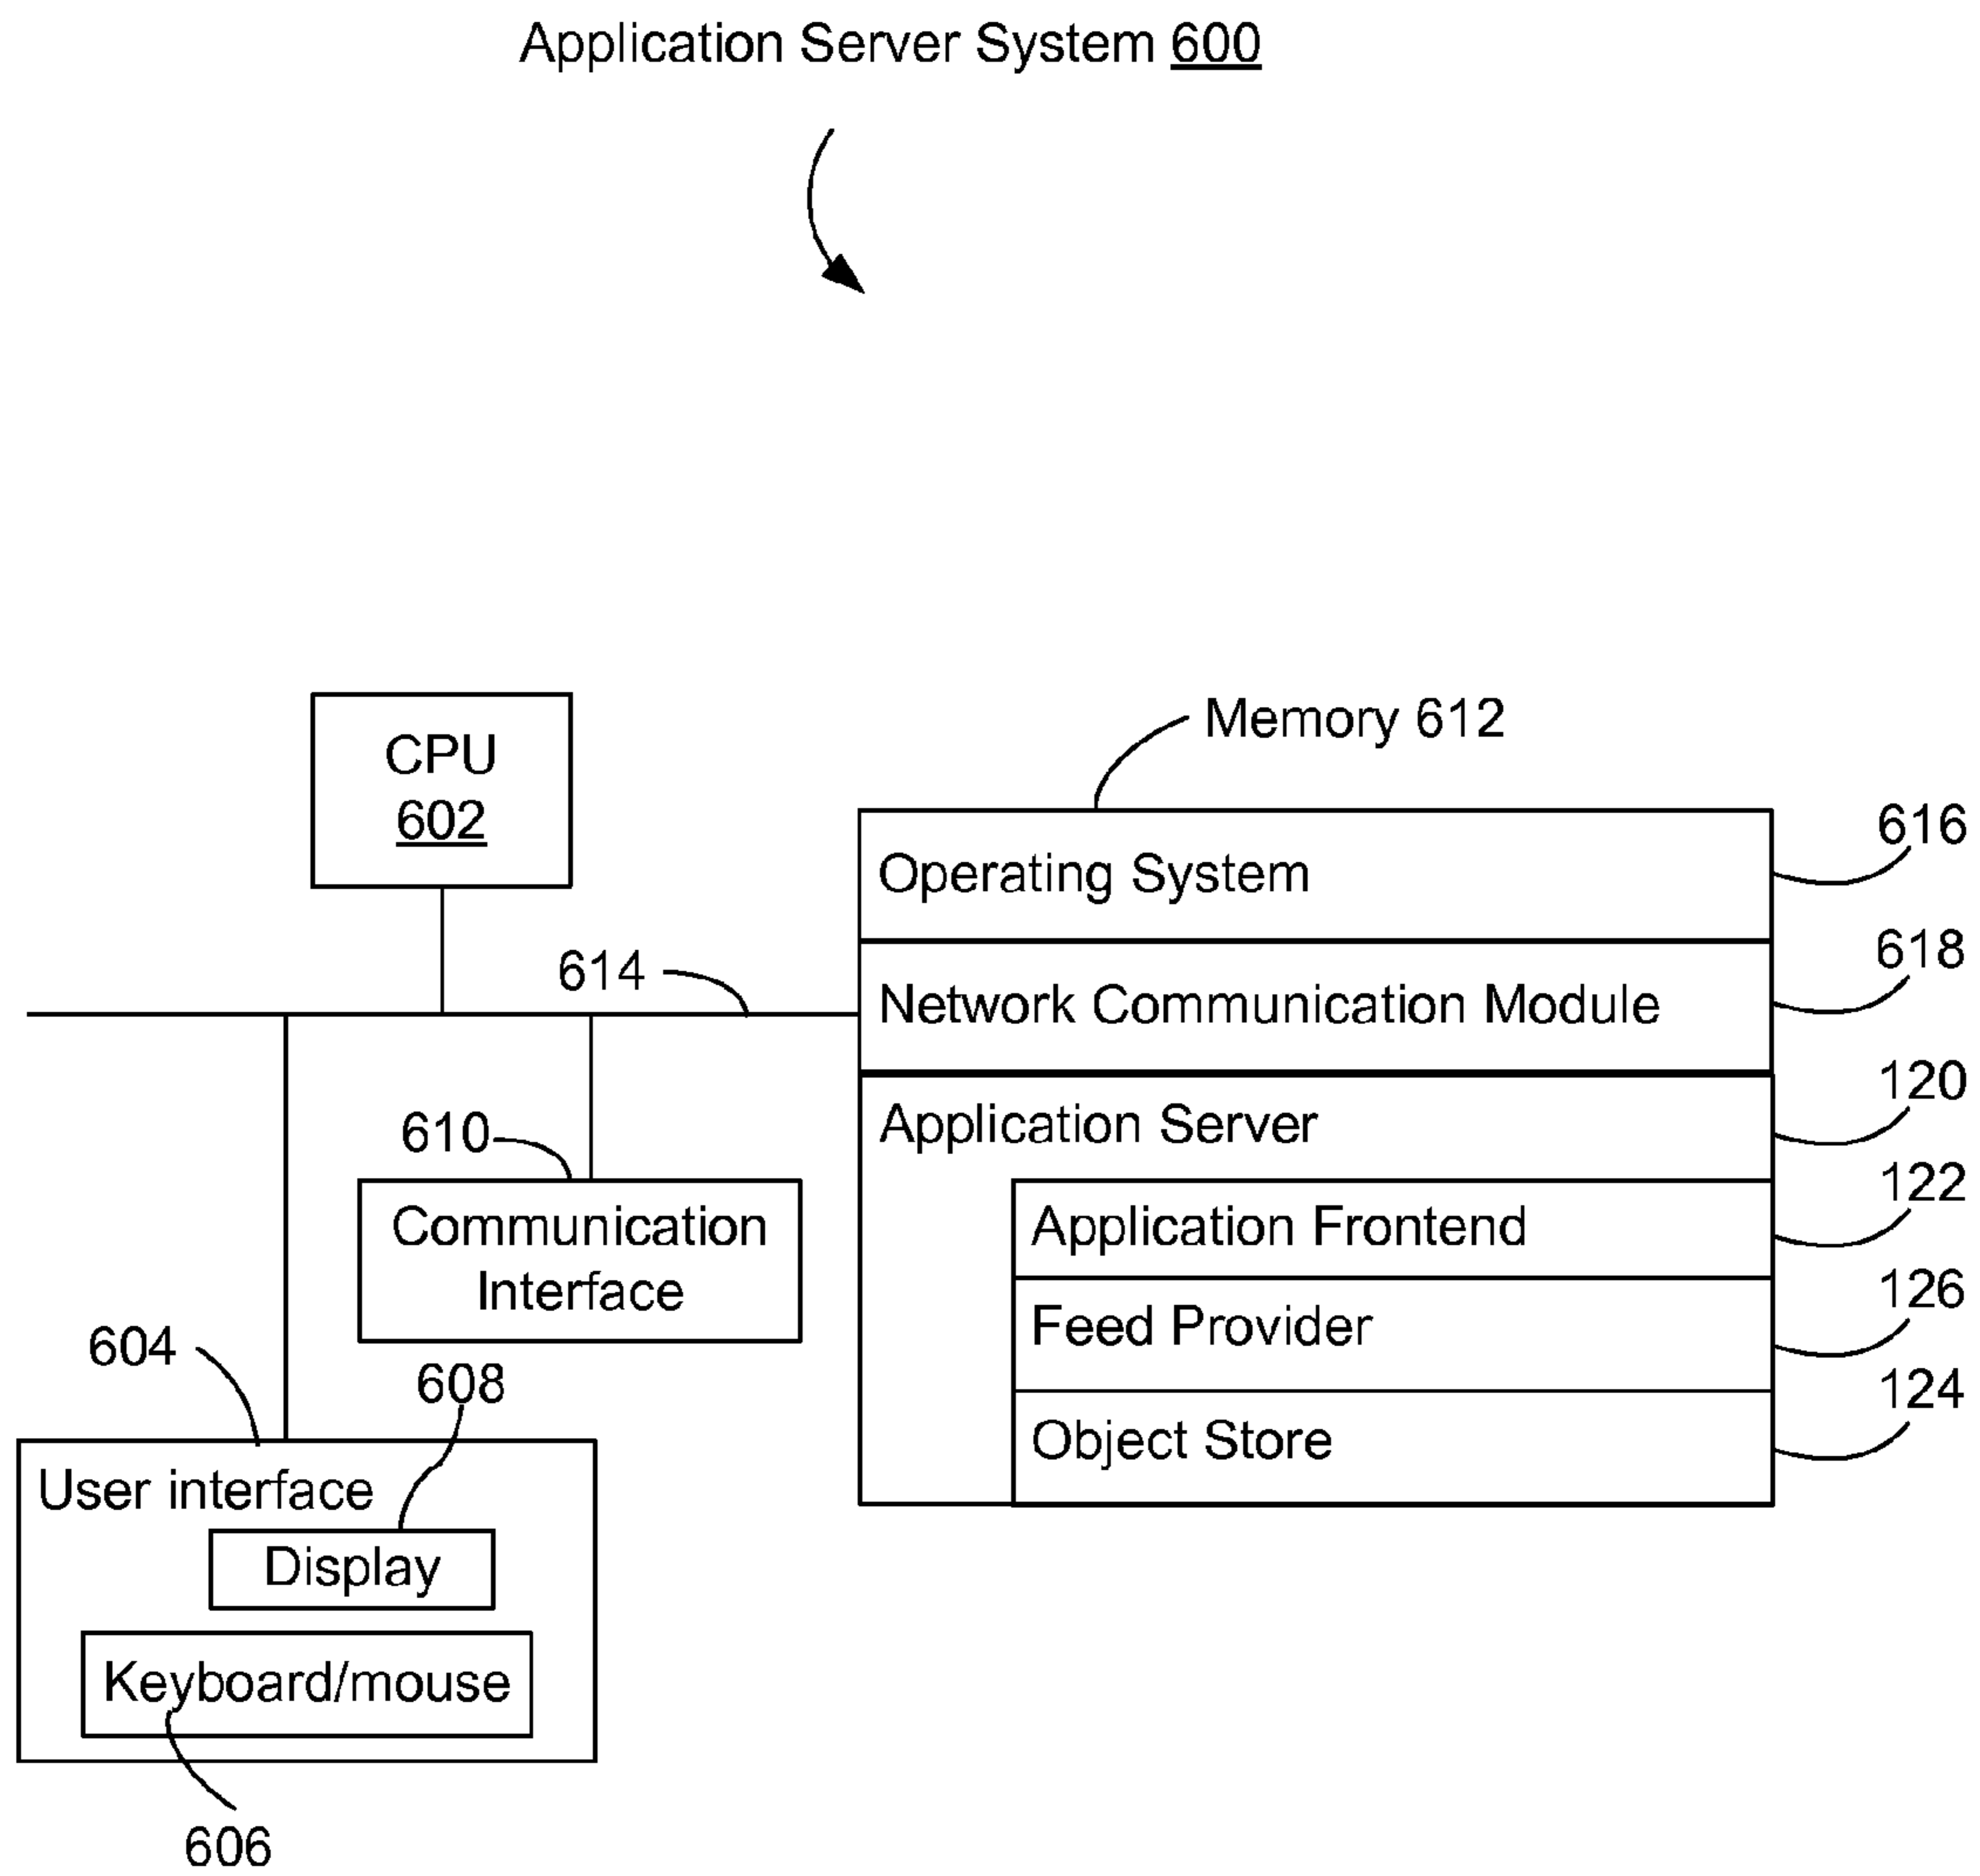 Application Server System 600
CPU
602
Memory 612
Operating System
616
Network Communication Module
618
614
Application Server
120
Application Frontend
122
Feed Provider
126
Object Store
124
610
Communication
Interface
604
608
User interface
Display
Keyboard/mouse
606